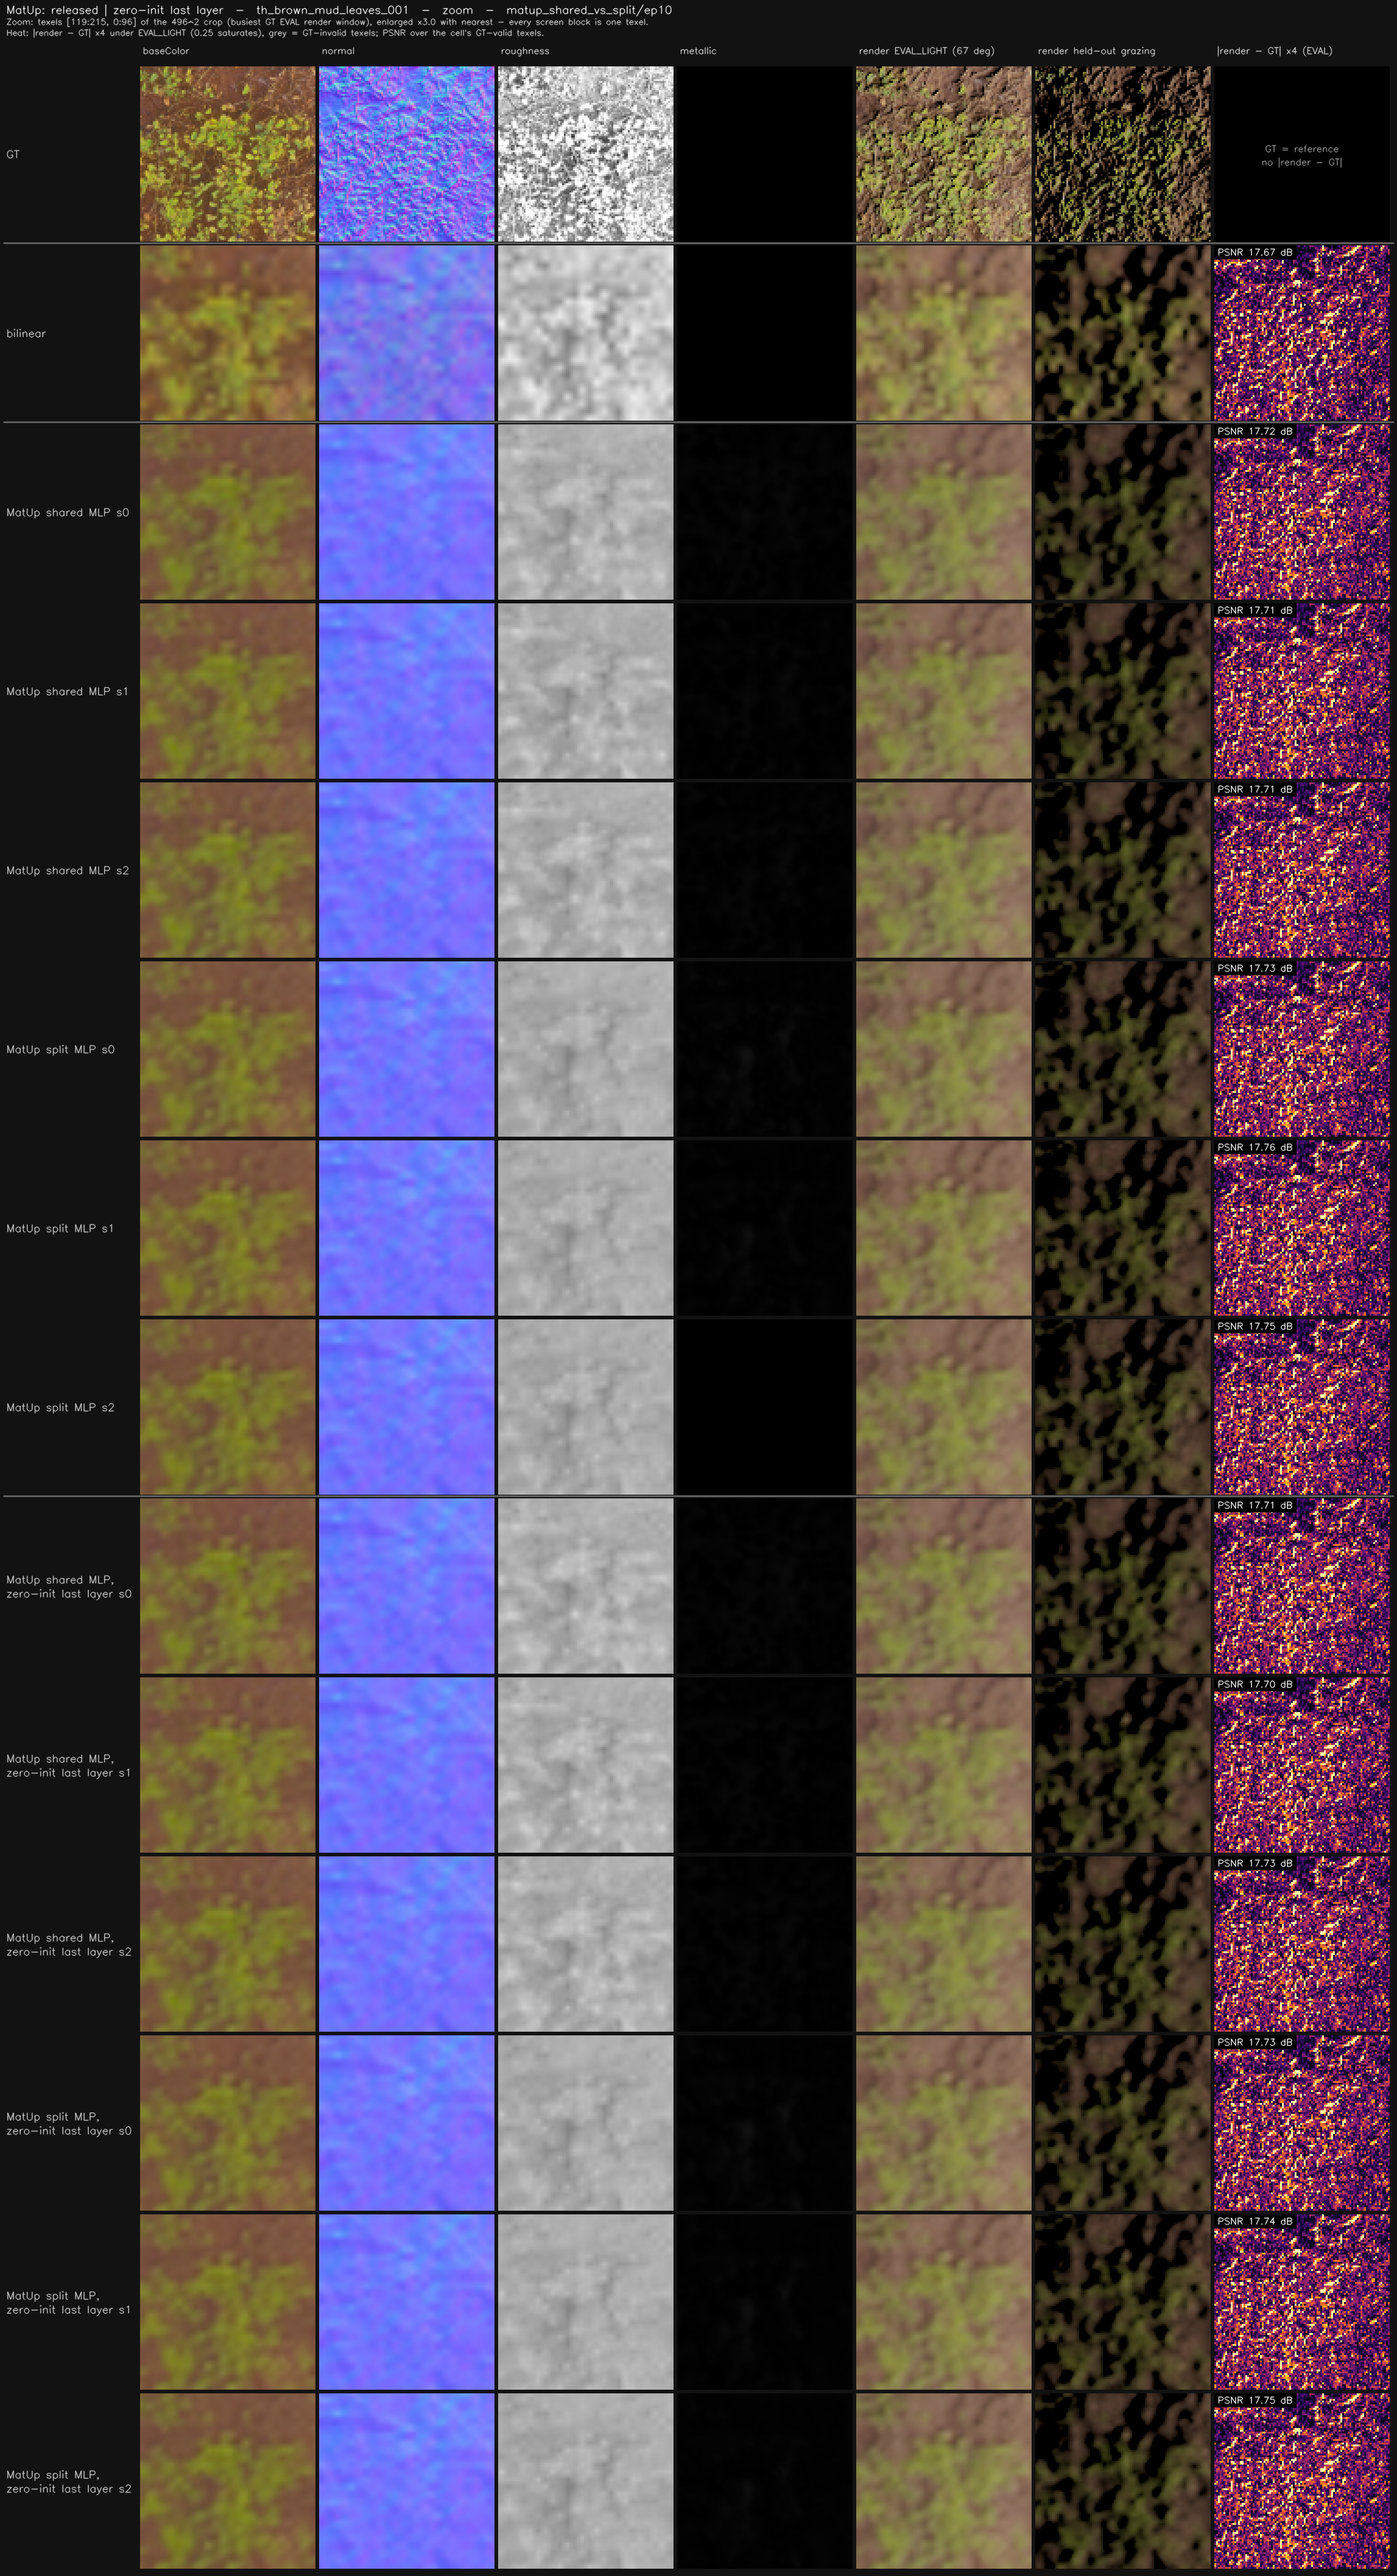 MatUp: released | zero-init last layer — th_brown_mud_leaves_001 — zoom — matup_shared_vs_split/ep10
Zoom: texels [119:215, 0:96] of the 496^2 crop (busiest GT EVAL render window), enlarged x3.0 with nearest - every screen block is one texel.
Heat: |render - GT| x4 under EVAL_LIGHT (0.25 saturates), grey = GT-invalid texels; PSNR over the cell's GT-valid texels.
baseColor normal roughness metallic render EVAL_LIGHT (67 deg) render held-out grazing |render - GT| x4 (EVAL)
GT
GT = reference
no |render - GT|
PSNR 17.67 dB
bilinear
PSNR 17.72 dB
MatUp shared MLP s0
PSNR 17.71 dB
MatUp shared MLP s1
PSNR 17.71 dB
MatUp shared MLP s2
PSNR 17.73 dB
MatUp split MLP s0
PSNR 17.76 dB
MatUp split MLP s1
PSNR 17.75 dB
MatUp split MLP s2
PSNR 17.71 dB
MatUp shared MLP,
zero-init last layer s0
PSNR 17.70 dB
MatUp shared MLP,
zero-init last layer s1
PSNR 17.73 dB
MatUp shared MLP,
zero-init last layer s2
PSNR 17.73 dB
MatUp split MLP,
zero-init last layer s0
PSNR 17.74 dB
MatUp split MLP,
zero-init last layer s1
PSNR 17.75 dB
MatUp split MLP,
zero-init last layer s2